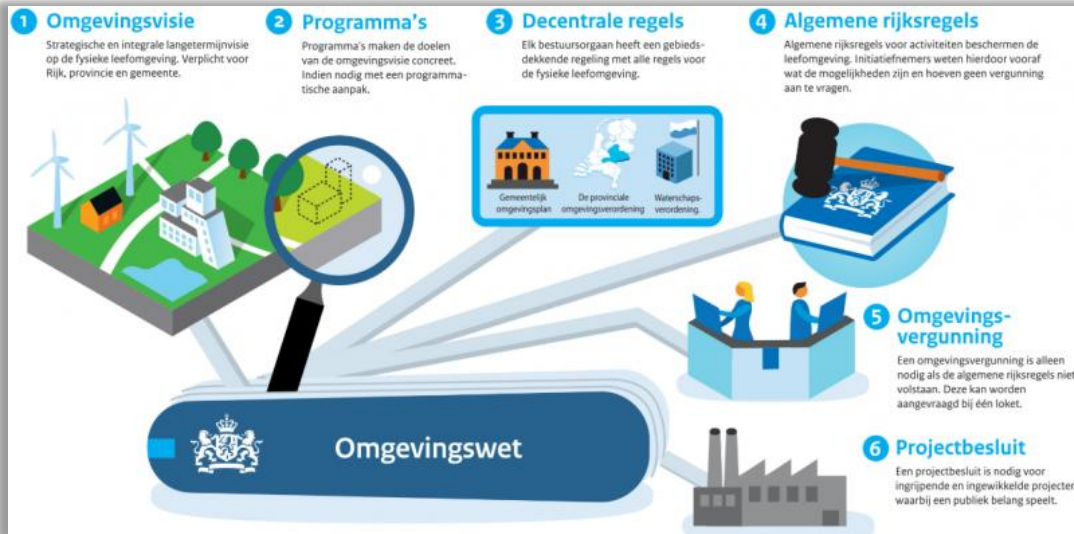 1 Omgevingsvisie
Strategische en integrale langetermijnvisie
op de fysieke leefomgeving. Verplicht voor
Rijk, provincie en gemeente.
2 Programma's
Programma's maken de doelen
van de omgevingsvisie concreet.
Indien nodig met een programma-
tische aanpak.
3 Decentrale regels
Elk bestuursorgaan heeft een gebieds-
dekkende regeling met alle regels voor
de fysieke leefomgeving.
Gemeentelijk
omgevingsplan
De provinciale
omgevingsverordening
Waterschaps-
verordening.
4 Algemene rijksregels
Algemene rijksregels voor activiteiten beschermen de
leefomgeving. Initiatiefnemers weten hierdoor vooraf
wat de mogelijkheden zijn en hoeven geen vergunning
aan te vragen.
5 Omgevings-
vergunning
Een omgevingsvergunning is alleen
nodig als de algemene rijksregels niet
volstaan. Deze kan worden
aangevraagd bij één loket.
6 Projectbesluit
Een projectbesluit is nodig voor
ingrijpende en ingewikkelde projecten
waarbij een publiek belang speelt.
Omgevingswet